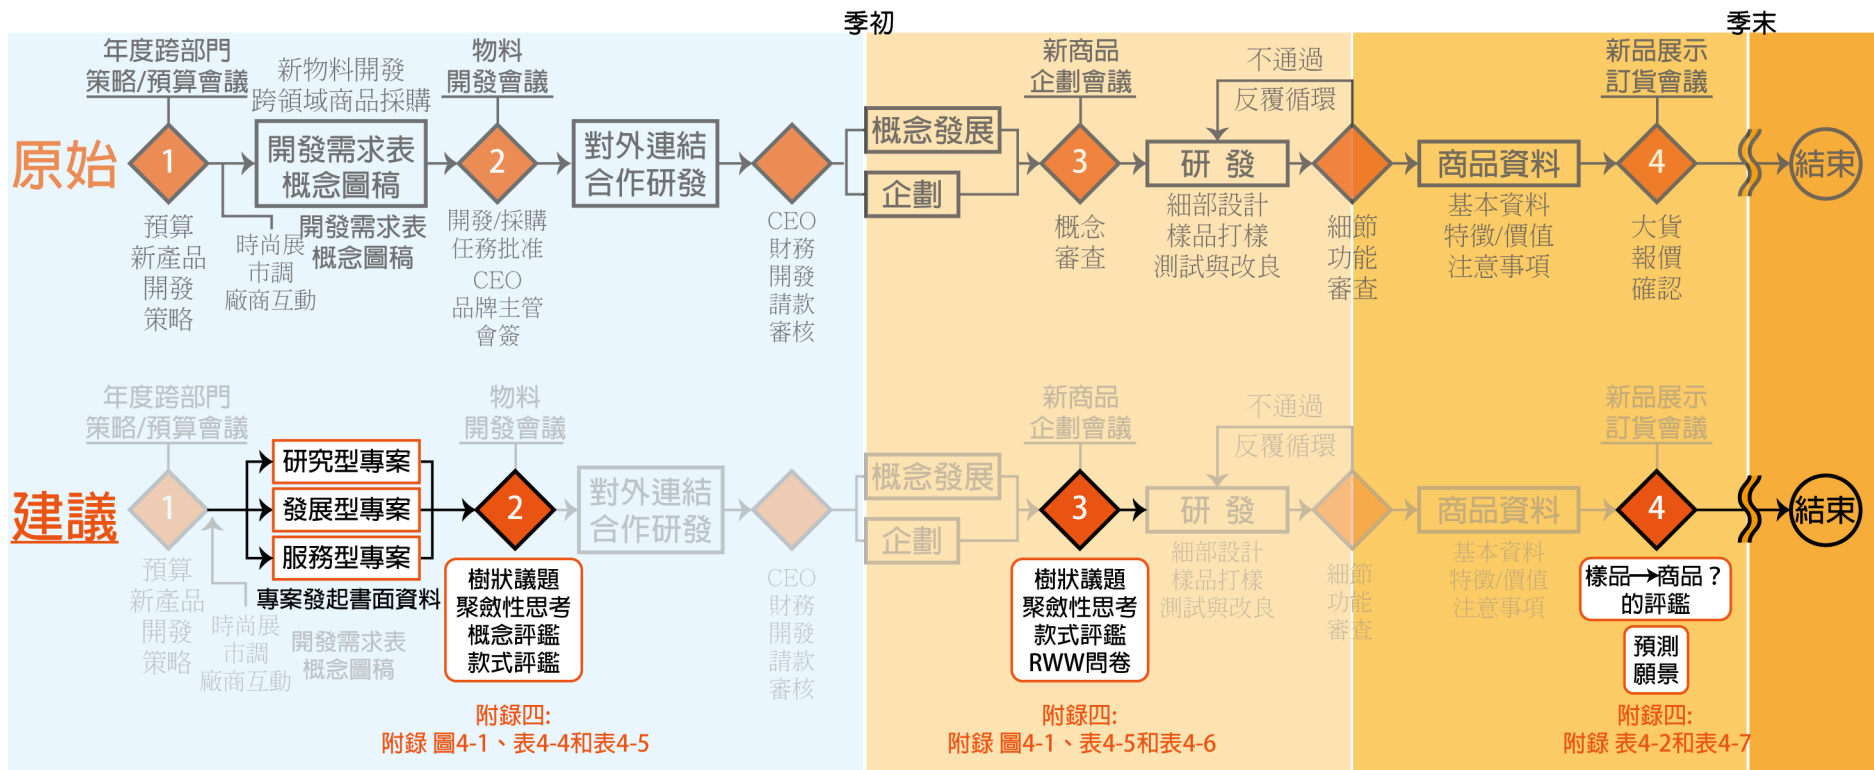 季初
季末
年度跨部門
策略/預算會議
新物料開發
跨領域商品採購
物料
開發會議
新商品
企劃會議
不通過
反覆循環
新品展示
訂貨會議
原始
1
開發需求表
概念圖稿
2
對外連結
合作研發
概念發展
企劃
3
研 發
商品資料
4
結束
預算
新產品
開發
策略
時尚展
市調
廠商互動
開發需求表
概念圖稿
開發/採購
任務批准
CEO
品牌主管
會簽
CEO
財務
開發
請款
審核
概念
審查
細部設計
樣品打樣
測試與改良
細節
功能
審查
基本資料
特徵/價值
注意事項
大貨
報價
確認
年度跨部門
策略/預算會議
物料
開發會議
新商品
企劃會議
不通過
反覆循環
新品展示
訂貨會議
建議
1
研究型專案
發展型專案
服務型專案
專案發起書面資料
2
對外連結
合作研發
概念發展
企劃
3
研 發
商品資料
4
結束
預算
新產品
開發
策略
時尚展
市調
廠商互動
開發需求表
概念圖稿
樹狀議題
聚斂性思考
概念評鑑
款式評鑑
CEO
財務
開發
請款
審核
樹狀議題
聚斂性思考
款式評鑑
RWW問卷
細部設計
樣品打樣
測試與改良
細節
功能
審查
基本資料
特徵/價值
注意事項
樣品→商品？
的評鑑
預測
願景
附錄四:
附錄 圖4-1、表4-4和表4-5
附錄四:
附錄 圖4-1、表4-5和表4-6
附錄四:
附錄 表4-2和表4-7